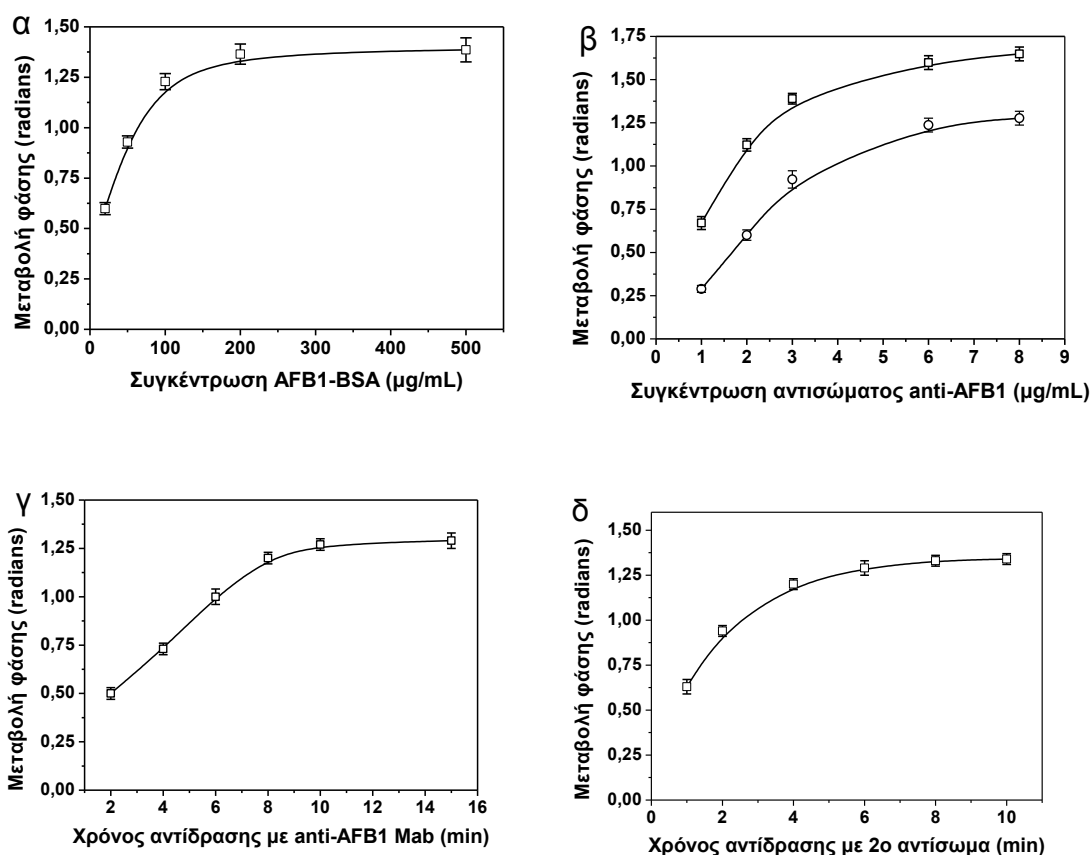 α
Μεταβολή φάσης (radians)
1,50
1,25
1,00
0,75
0,50
0,25
0,00
0 100 200 300 400 500
Συγκέντρωση AFB1-BSA (μg/mL)
β
Μεταβολή φάσης (radians)
1,75
1,50
1,25
1,00
0,75
0,50
0,25
0,00
0 1 2 3 4 5 6 7 8 9
Συγκέντρωση αντισώματος anti-AFB1 (μg/mL)
γ
Μεταβολή φάσης (radians)
1,50
1,25
1,00
0,75
0,50
0,25
0,00
2 4 6 8 10 12 14 16
Χρόνος αντίδρασης με anti-AFB1 Mab (min)
δ
Μεταβολή φάσης (radians)
1,50
1,25
1,00
0,75
0,50
0,25
0,00
0 2 4 6 8 10
Χρόνος αντίδρασης με 2ο αντίσωμα (min)